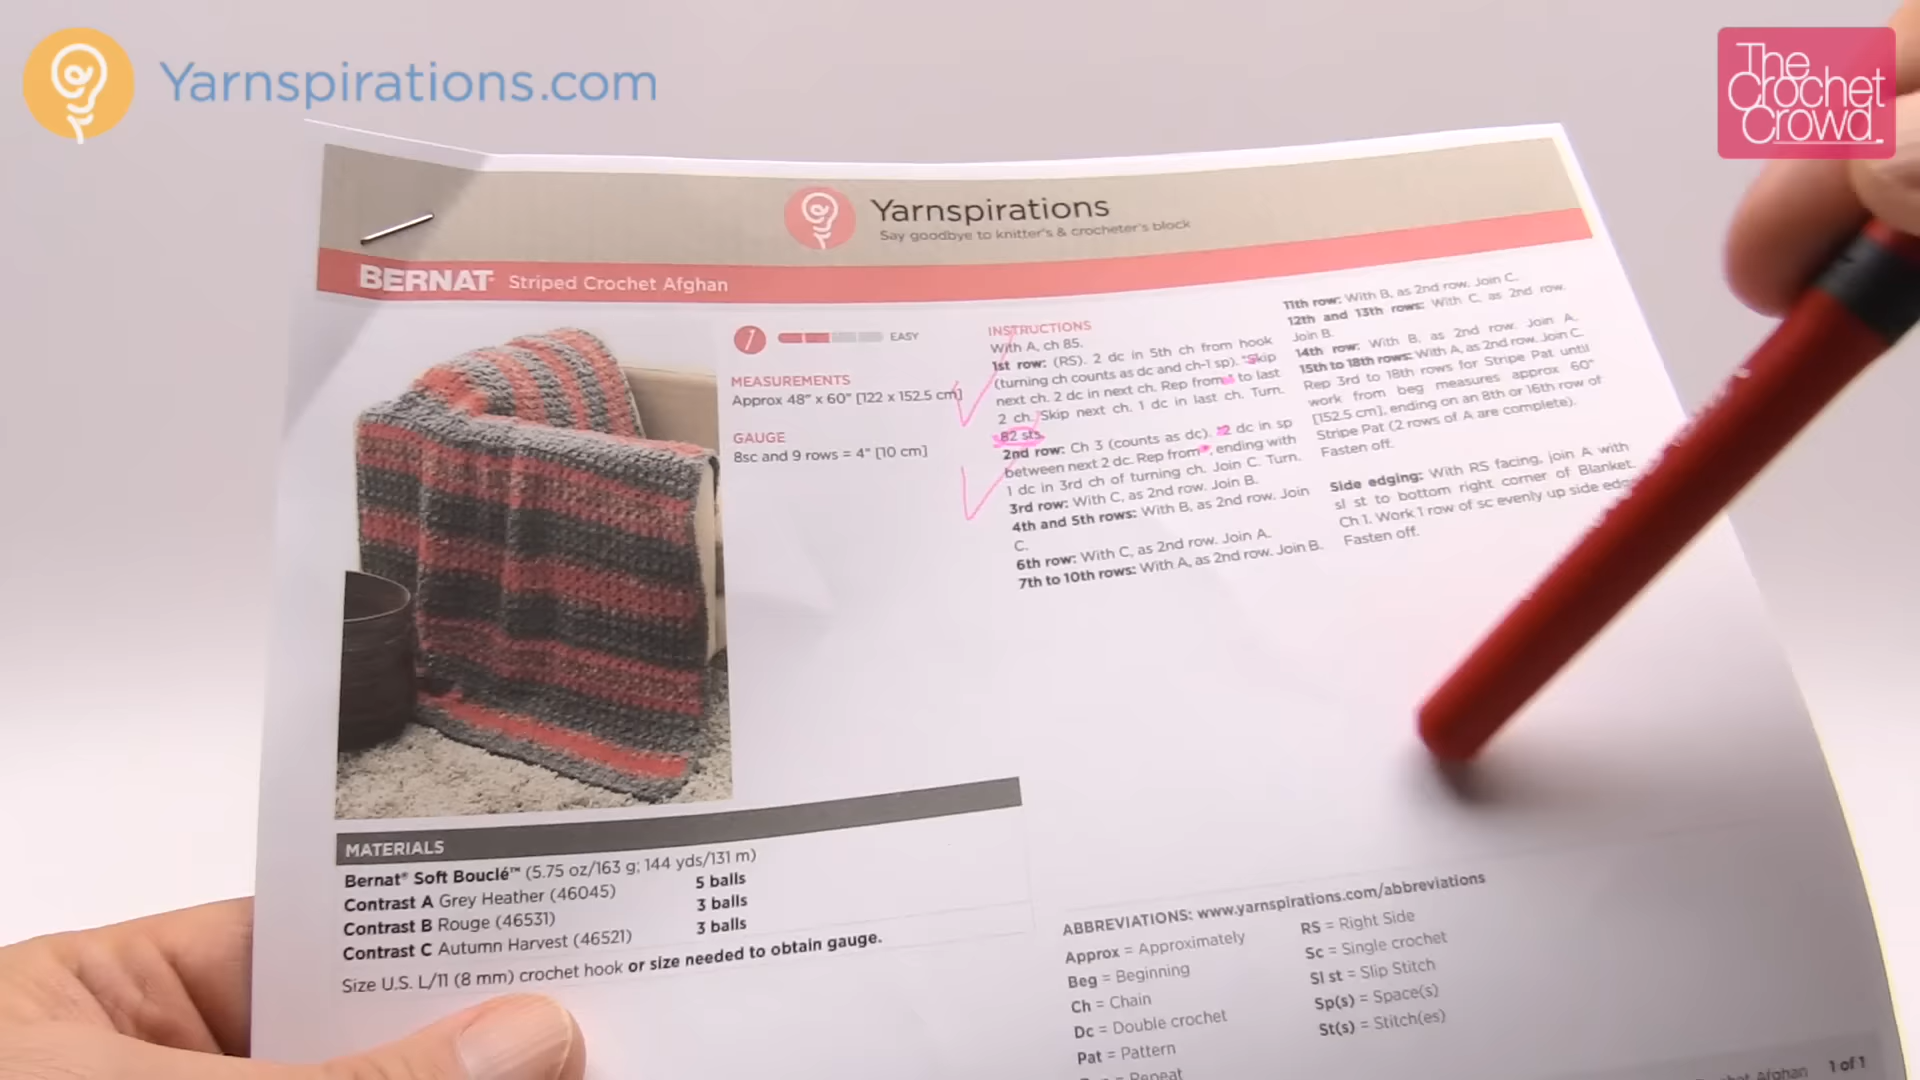 Yarnspirations.com
The
Crochet
Crowd
Yarnspirations
Say goodbye to knitter's & crocheter's block
BERNAT Striped Crochet Afghan
EASY
MEASUREMENTS
Approx 48" x 60" [122 x 152.5 cm]
GAUGE
8sc and 9 rows = 4" [10 cm]
INSTRUCTIONS
With A, ch 85.
1st row: (RS). 2 dc in 5th ch from hook
(turning ch counts as dc and ch-1 sp). *Skip
next ch. 2 dc in next ch. Rep from * to last
2 ch. Skip next ch. 1 dc in last ch. Turn.
82 sts.
2nd row: Ch 3 (counts as dc). *2 dc in sp
between next 2 dc. Rep from *, ending with
1 dc in 3rd ch of turning ch. Join C. Turn.
3rd row: With C, as 2nd row. Join B.
4th and 5th rows: With B, as 2nd row. Join
C.
6th row: With C, as 2nd row. Join A.
7th to 10th rows: With A, as 2nd row. Join B.
11th row: With B, as 2nd row. Join C.
12th and 13th rows: With C, as 2nd row.
Join B.
14th row: With B, as 2nd row. Join A.
15th to 18th rows: With A, as 2nd row. Join C.
Rep 3rd to 18th rows for Stripe Pat until
work from beg measures approx 60"
[152.5 cm], ending on an 8th or 16th row of
Stripe Pat (2 rows of A are complete).
Fasten off.
Side edging: With RS facing, join A with
sl st to bottom right corner of Blanket.
Ch 1. Work 1 row of sc evenly up side
Fasten off.
MATERIALS
Bernat® Soft Bouclé™ (5.75 oz/163 g; 144 yds/131 m)
Contrast A Grey Heather (46045) 5 balls
Contrast B Rouge (46531) 3 balls
Contrast C Autumn Harvest (46521) 3 balls
Size U.S. L/11 (8 mm) crochet hook or size needed to obtain gauge.
ABBREVIATIONS: www.yarnspirations.com/abbreviations
Approx = Approximately
Beg = Beginning
Ch = Chain
Dc = Double crochet
Pat = Pattern
= Repeat
RS = Right Side
Sc = Single crochet
Sl st = Slip Stitch
Sp(s) = Space(s)
St(s) = Stitch(es)
Afghan 1 of 1